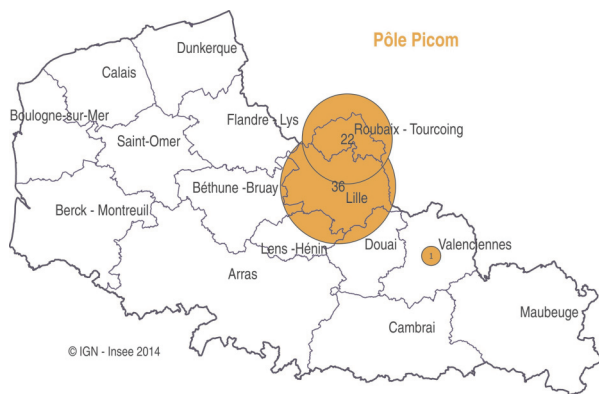 Pôle Picom
Dunkerque
Calais
Boulogne-sur-Mer
Flandre - Lys
Roubaix - Tourcoing
22
Saint-Omer
Béthune -Bruay
36
Lille
Berck - Montreuil
Lens -Hénin
Douai
Valenciennes
1
Arras
Maubeuge
Cambrai
© IGN - Insee 2014